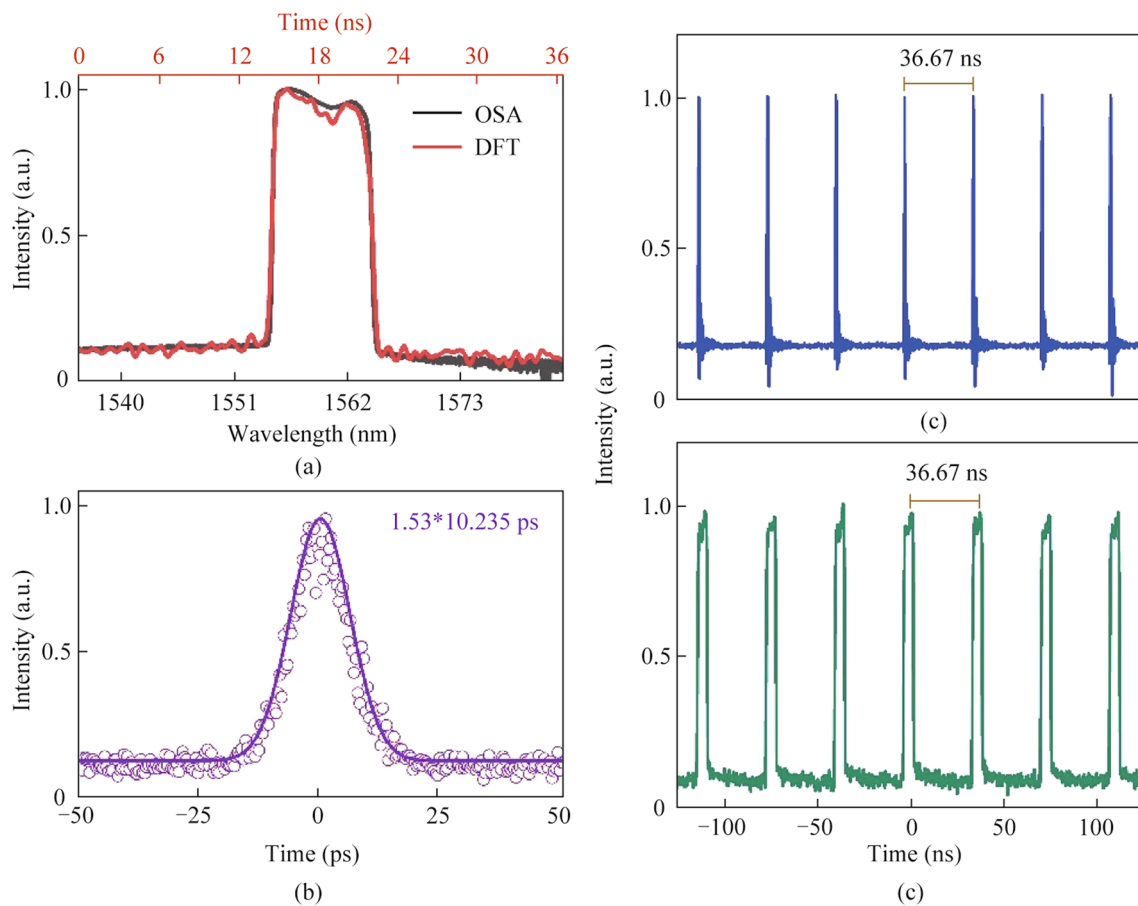 Time (ns)
0 6 12 18 24 30 36
1.0
0.5
0
Intensity (a.u.)
OSA
DFT
1540 1551 1562 1573
Wavelength (nm)
(a)
1.0
0.5
0
Intensity (a.u.)
1.53*10.235 ps
−50 −25 0 25 50
Time (ps)
(b)
36.67 ns
1.0
0.5
0
(c)
Intensity (a.u.)
36.67 ns
1.0
0.5
0
−100 −50 0 50 100
Time (ns)
(c)